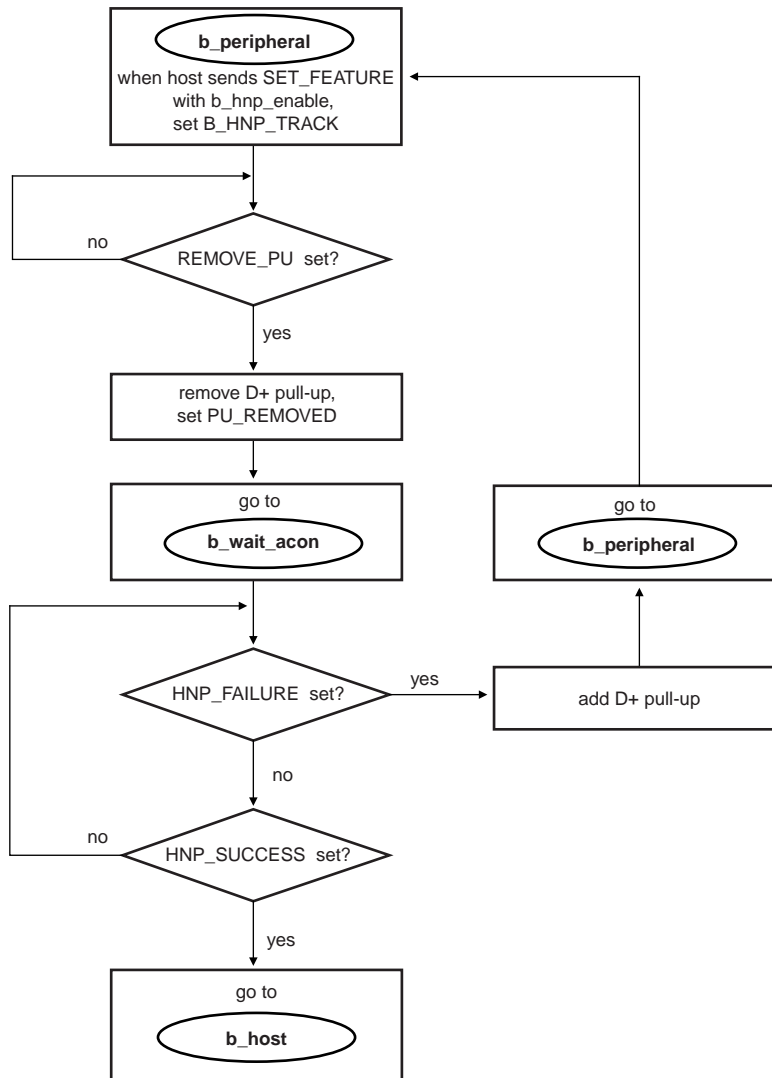 b_peripheral
when host sends SET_FEATURE
with b_hnp_enable,
set B_HNP_TRACK
no
REMOVE_PU set?
yes
remove D+ pull-up,
set PU_REMOVED
go to
b_wait_acon
go to
b_peripheral
HNP_FAILURE set?
yes
add D+ pull-up
no
no
HNP_SUCCESS set?
yes
go to
b_host